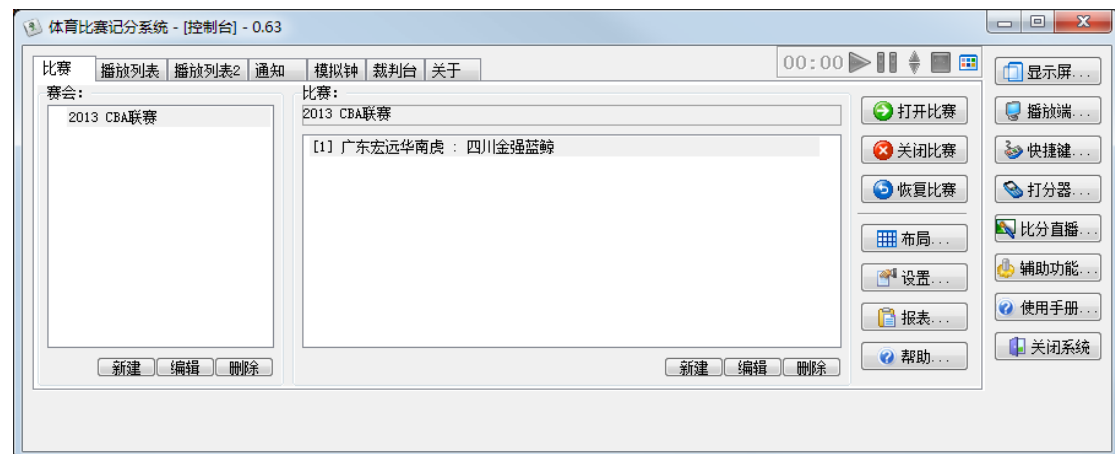 体育比赛记分系统 - [控制台] - 0.63
比赛 播放列表 播放列表2 通知 模拟钟 裁判台 关于
00:00
赛会:
2013 CBA联赛
新建 编辑 删除
比赛:
2013 CBA联赛
[1] 广东宏远华南虎 : 四川金强蓝鲸
新建 编辑 删除
打开比赛
关闭比赛
恢复比赛
布局...
设置...
报表...
帮助...
显示屏...
播放端...
快捷键...
打分器...
比分直播...
辅助功能...
使用手册...
关闭系统